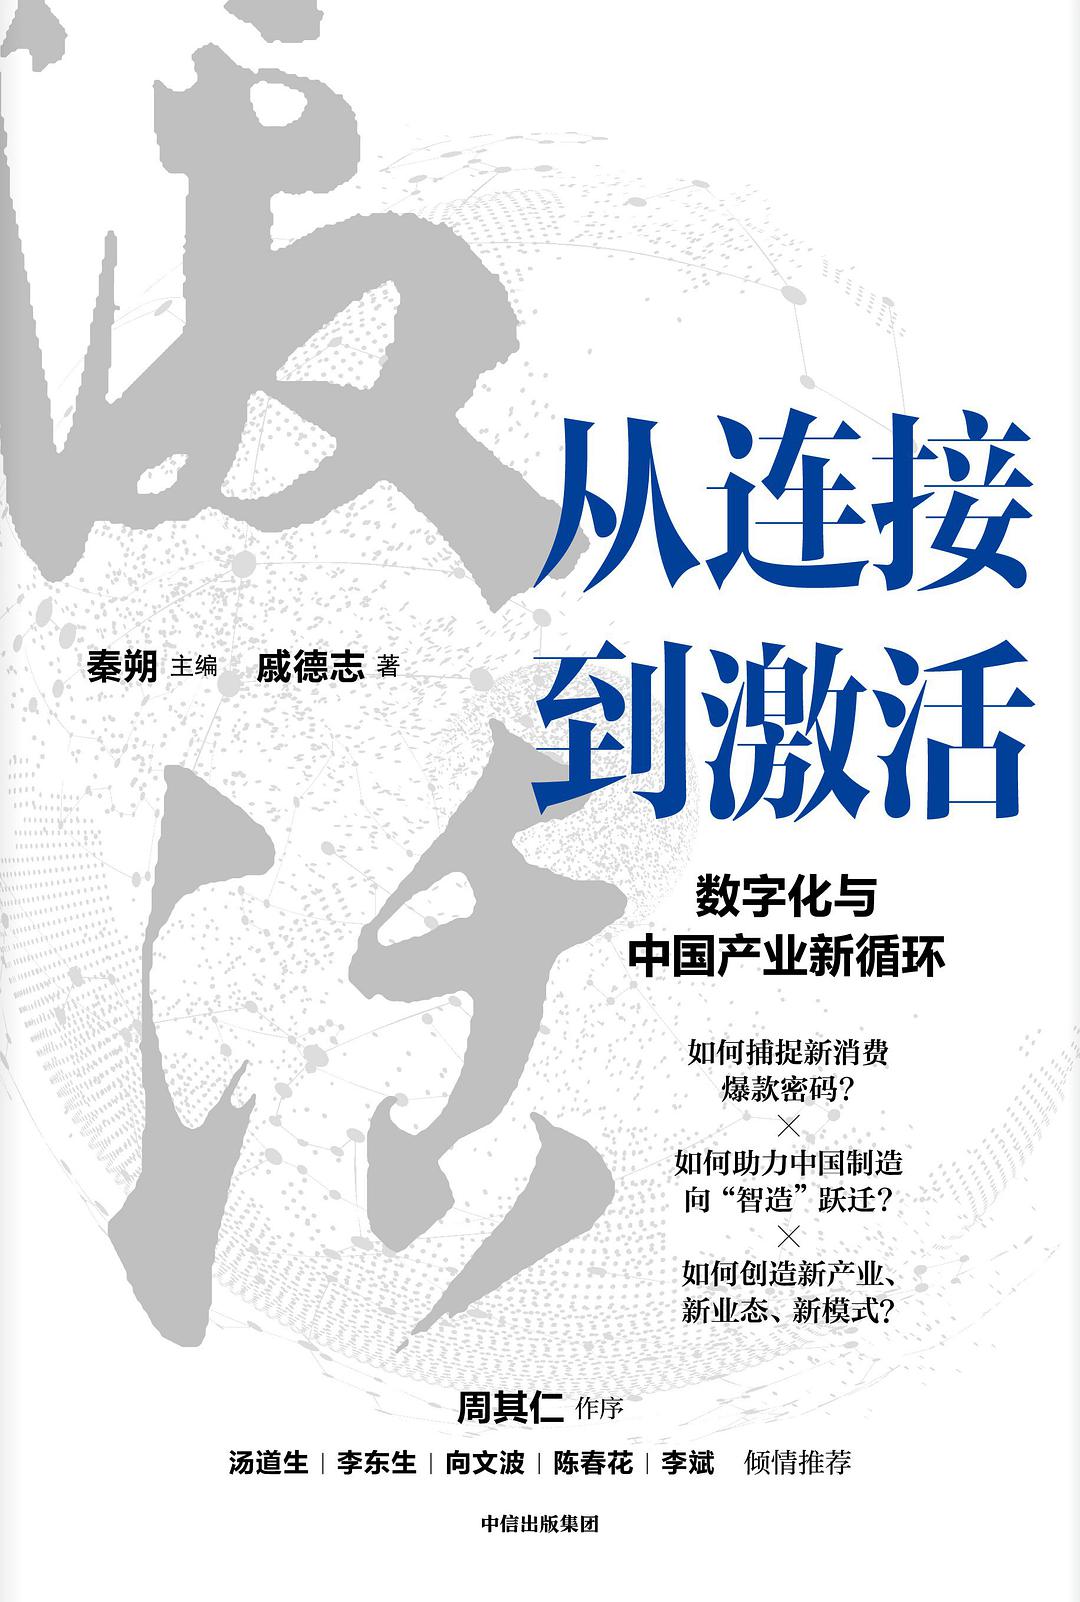 激活
从连接
到激活
秦朔 主编 戚德志 著
数字化与
中国产业新循环
如何捕捉新消费
爆款密码？
×
如何助力中国制造
向“智造”跃迁？
×
如何创造新产业、
新业态、新模式？
周其仁 作序
汤道生｜李东生｜向文波｜陈春花｜李斌 倾情推荐
中信出版集团